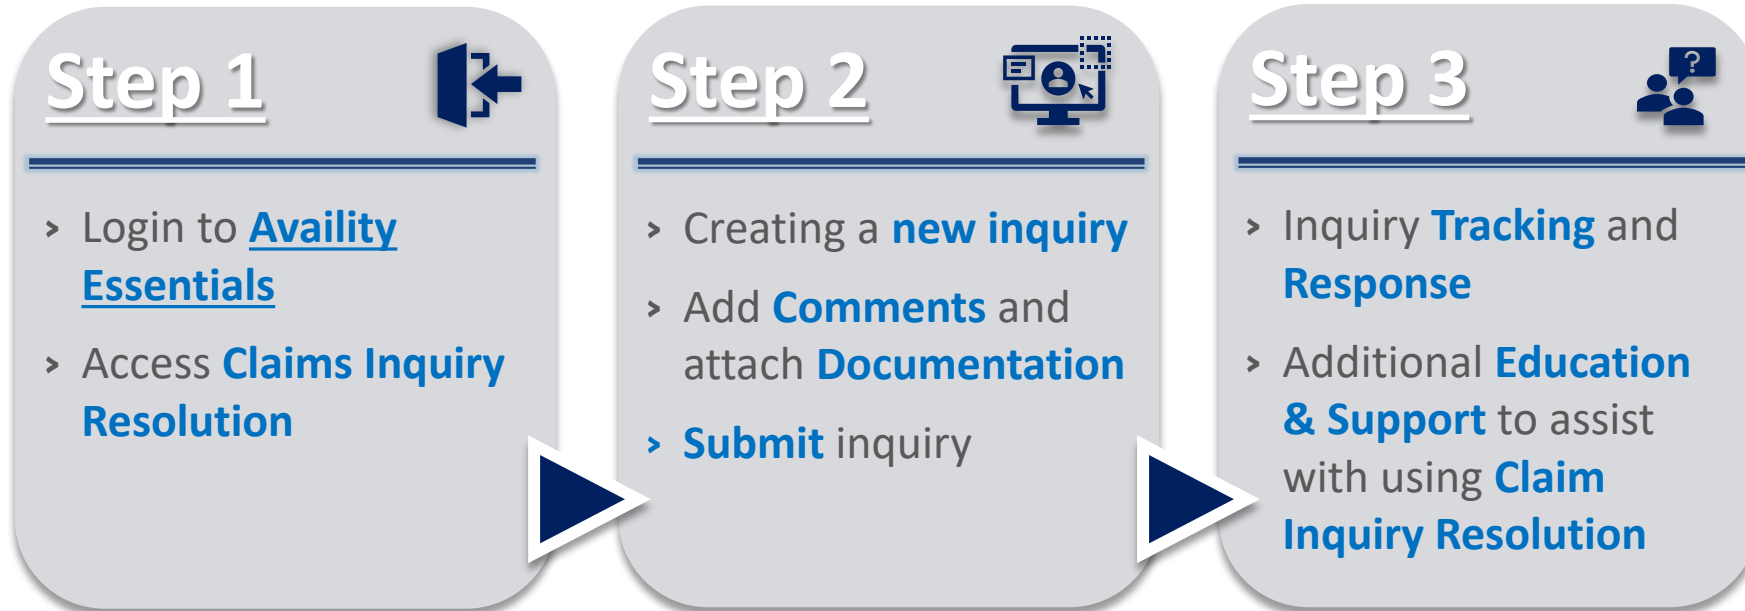 Step 1
> Login to Availity
Essentials
> Access Claims Inquiry
Resolution
Step 2
> Creating a new inquiry
> Add Comments and
attach Documentation
> Submit inquiry
Step 3
?
> Inquiry Tracking and
Response
> Additional Education
& Support to assist
with using Claim
Inquiry Resolution